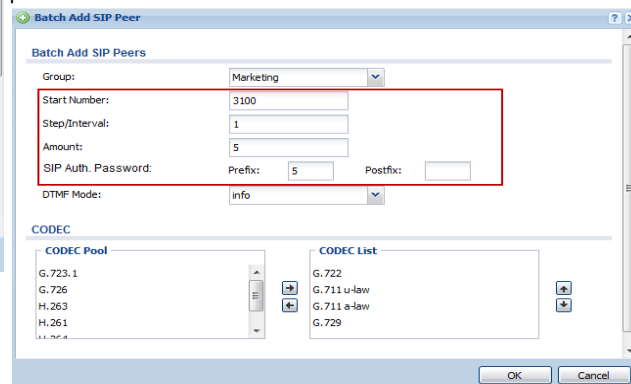 Batch Add SIP Peer
Batch Add SIP Peers
Group: Marketing
Start Number: 3100
Step/Interval: 1
Amount: 5
SIP Auth. Password: Prefix: 5 Postfix:
DTMF Mode: info
CODEC
CODEC Pool
G.723.1
G.726
H.263
H.261
CODEC List
G.722
G.711 u-law
G.711 a-law
G.729
OK Cancel